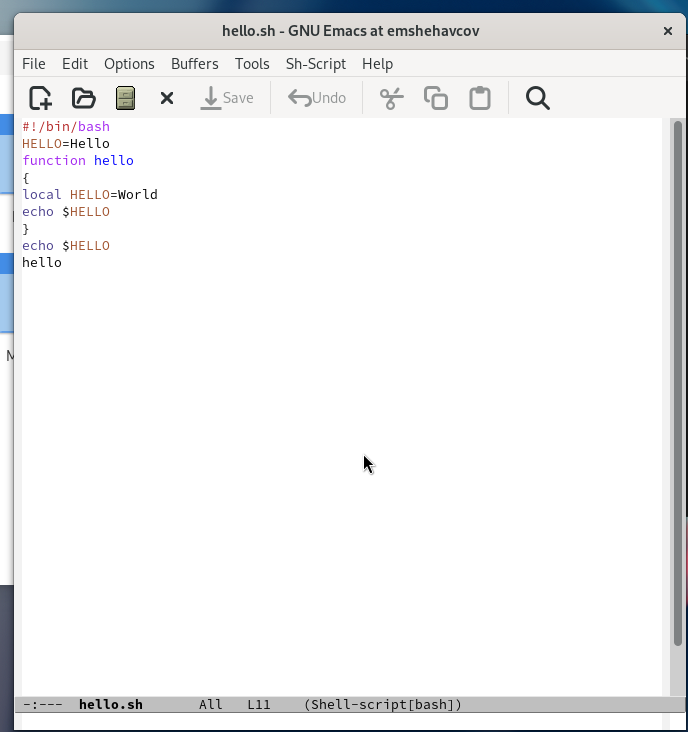 hello.sh - GNU Emacs at emshehavcov
File Edit Options Buffers Tools Sh-Script Help
Save Undo
#!/bin/bash
HELLO=Hello
function hello
{
local HELLO=World
echo $HELLO
}
echo $HELLO
hello
-:--- hello.sh All L11 (Shell-script[bash])